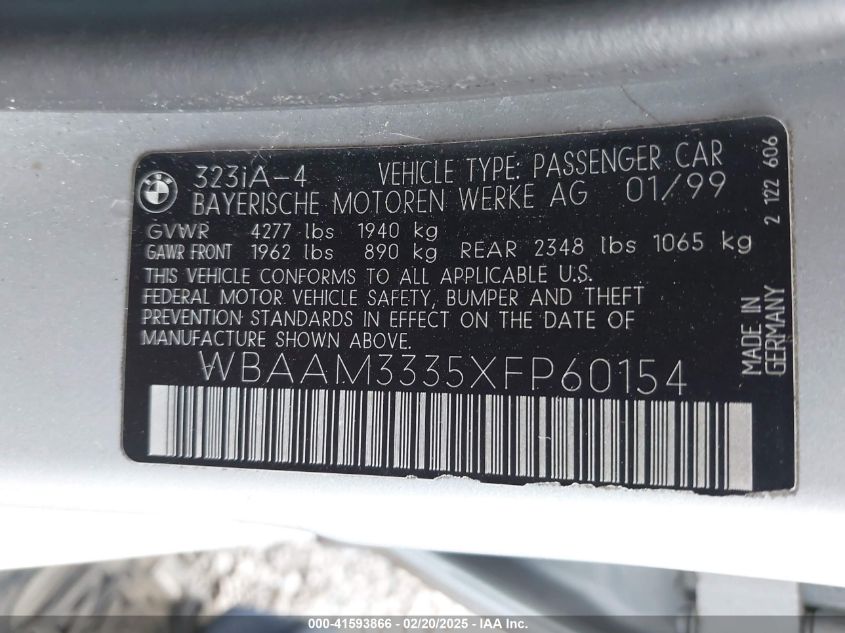 BMW
323iA-4 VEHICLE TYPE: PASSENGER CAR
BAYERISCHE MOTOREN WERKE AG 01/99
GVWR 4277 lbs 1940 kg
GAWR FRONT 1962 lbs 890 kg REAR 2348 lbs 1065 kg
THIS VEHICLE CONFORMS TO ALL APPLICABLE U.S.
FEDERAL MOTOR VEHICLE SAFETY, BUMPER AND THEFT
PREVENTION STANDARDS IN EFFECT ON THE DATE OF
MANUFACTURE SHOWN ABOVE.
WBAAM3335XFP60154
2 122 606
MADE IN
GERMANY
000-41593866 - 02/20/2025 - IAAI.COM